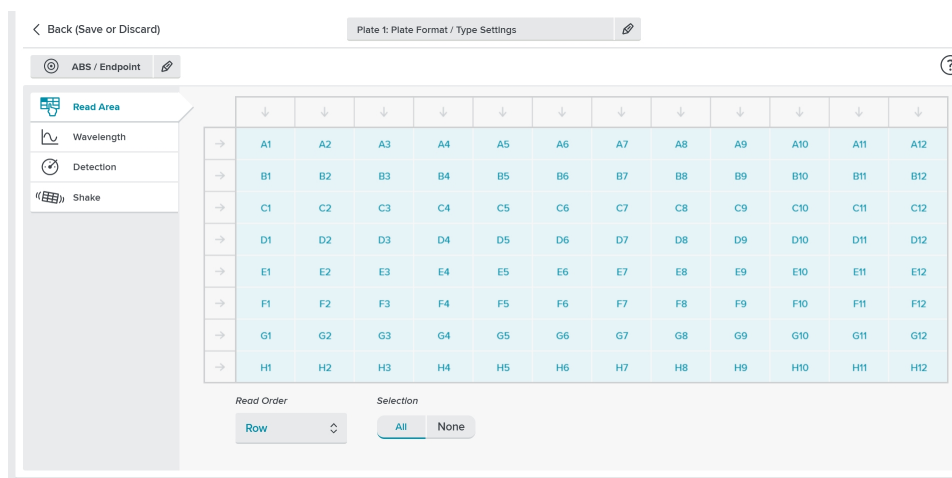 Back (Save or Discard)
Plate 1: Plate Format / Type Settings
ABS / Endpoint
?
Read Area
Wavelength
Detection
Shake
A1 A2 A3 A4 A5 A6 A7 A8 A9 A10 A11 A12
B1 B2 B3 B4 B5 B6 B7 B8 B9 B10 B11 B12
C1 C2 C3 C4 C5 C6 C7 C8 C9 C10 C11 C12
D1 D2 D3 D4 D5 D6 D7 D8 D9 D10 D11 D12
E1 E2 E3 E4 E5 E6 E7 E8 E9 E10 E11 E12
F1 F2 F3 F4 F5 F6 F7 F8 F9 F10 F11 F12
G1 G2 G3 G4 G5 G6 G7 G8 G9 G10 G11 G12
H1 H2 H3 H4 H5 H6 H7 H8 H9 H10 H11 H12
Read Order Selection
Row All None